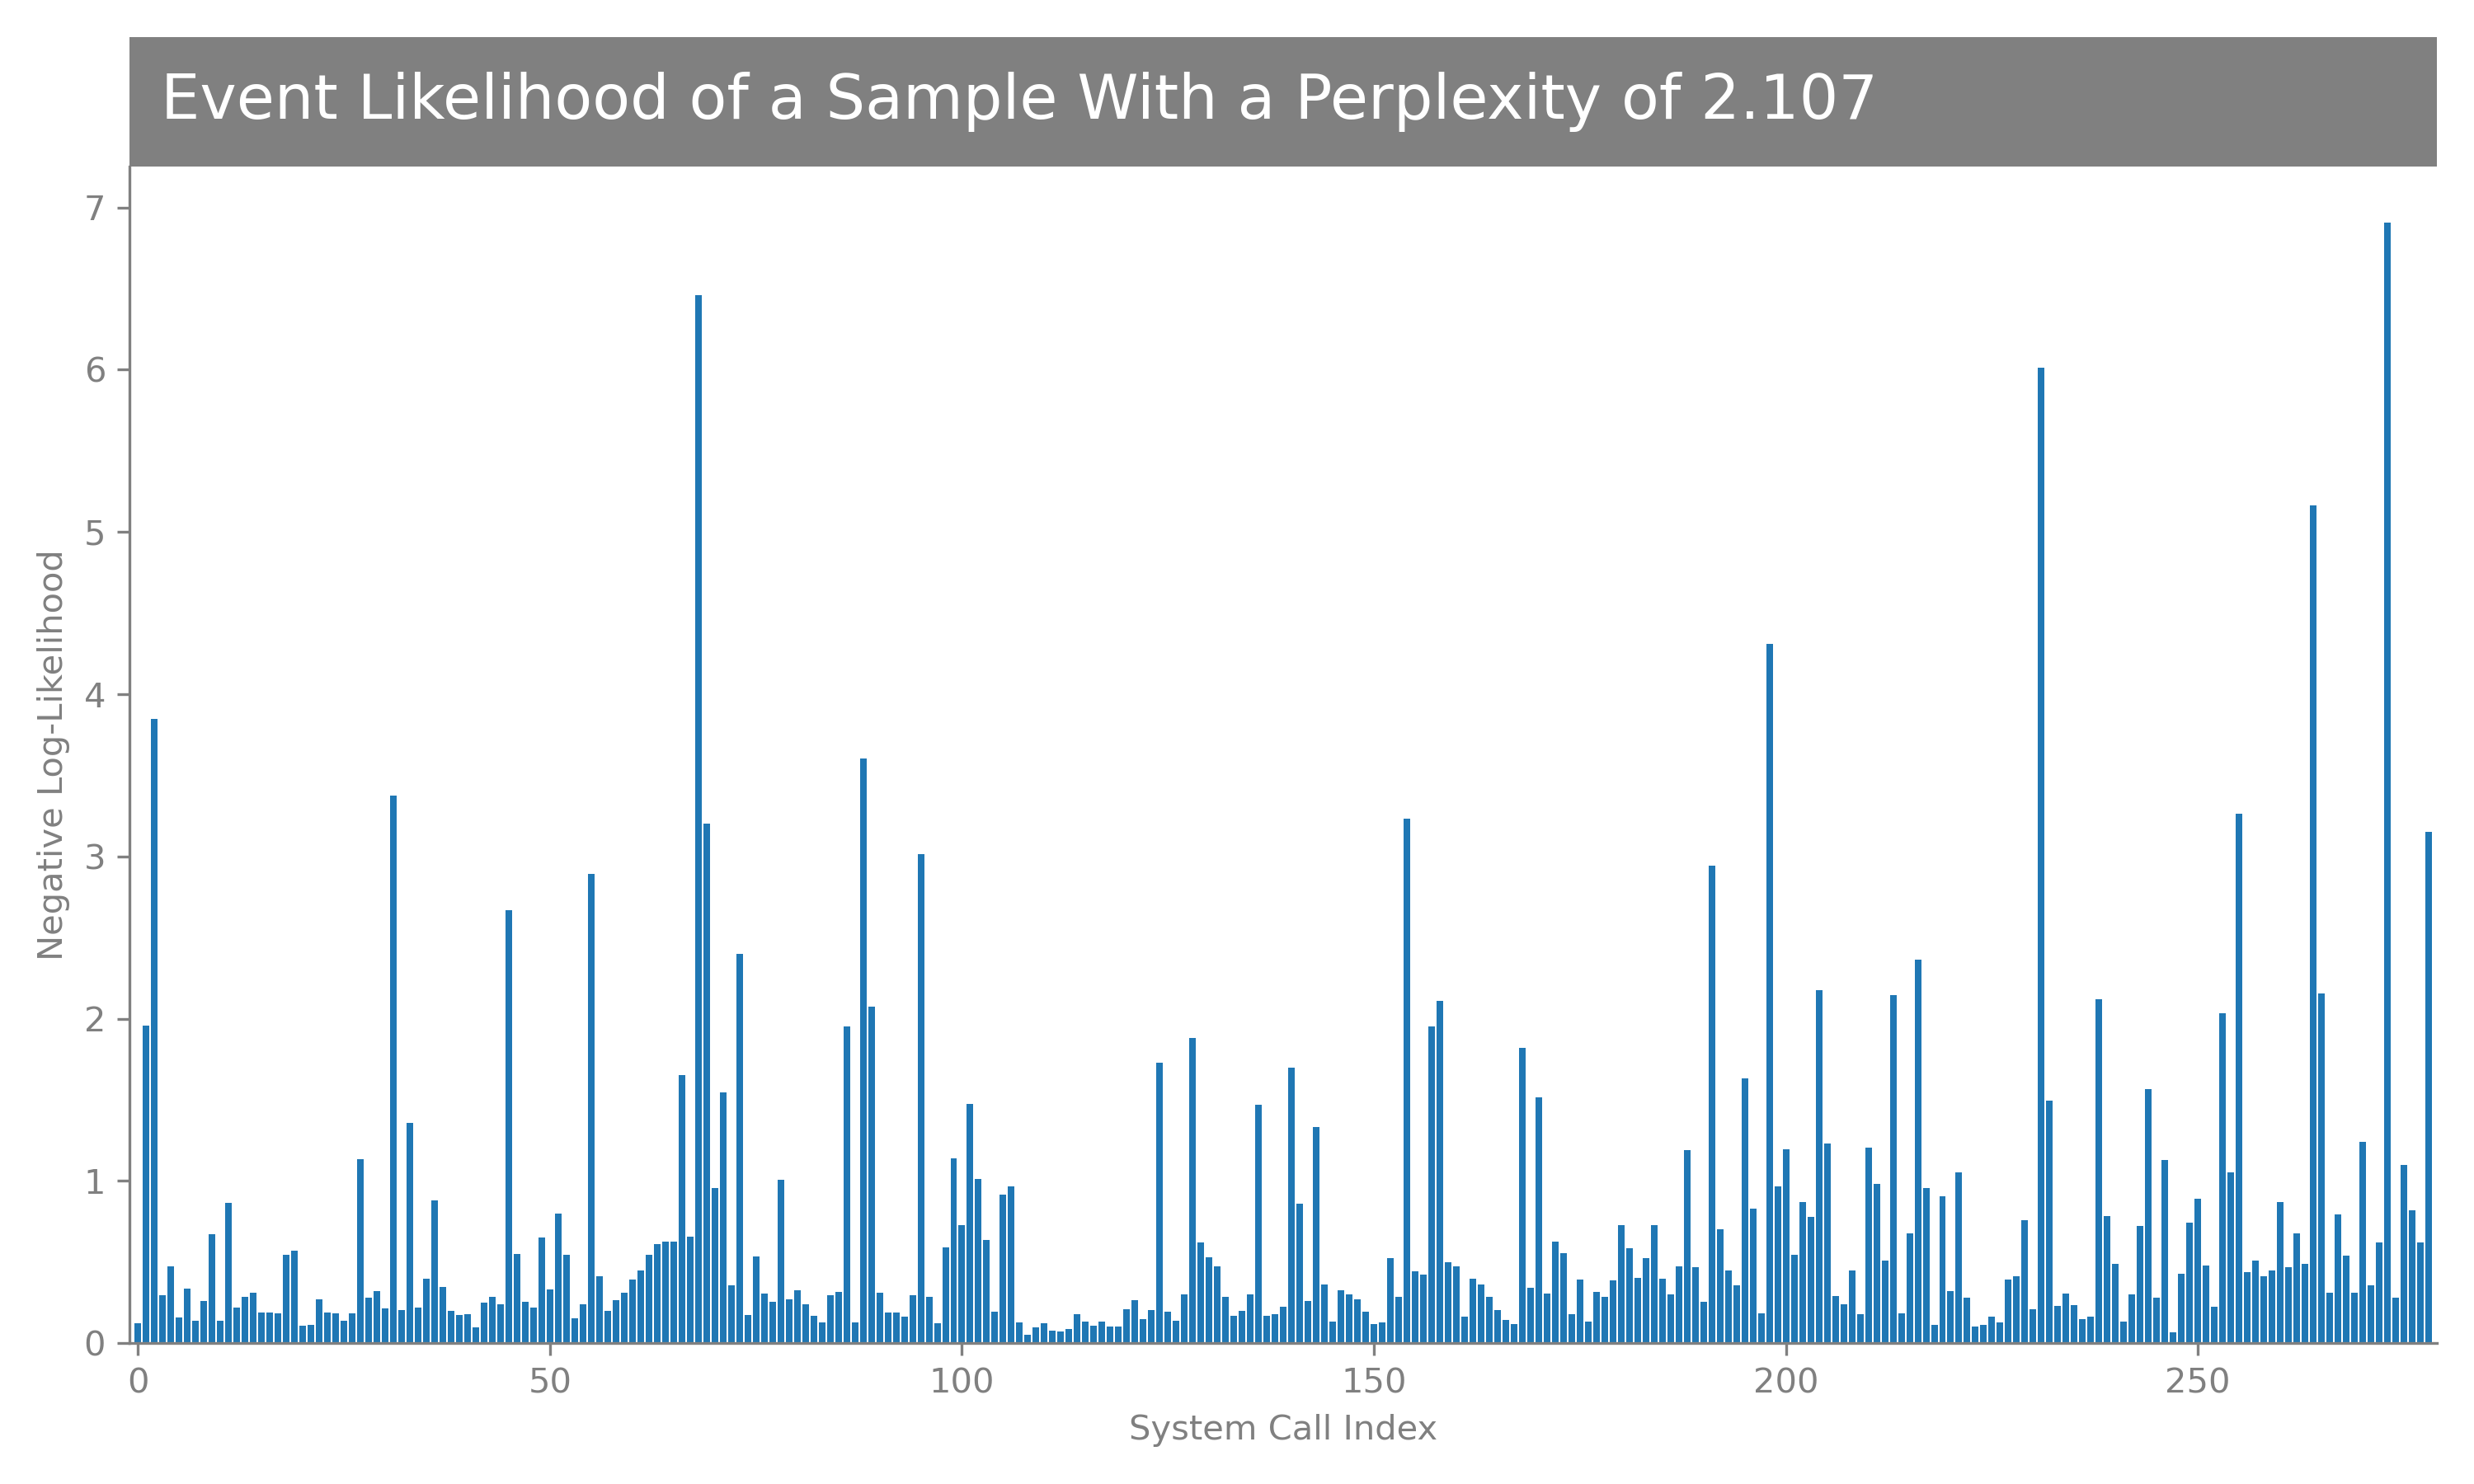 Event Likelihood of a Sample With a Perplexity of 2.107
7
6
5
4
3
2
1
0
Negative Log-Likelihood
0 50 100 150 200 250
System Call Index